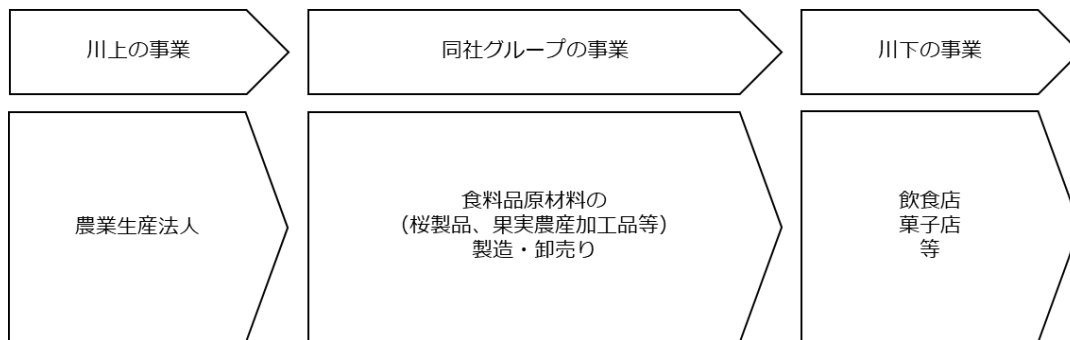 川上の事業
同社グループの事業
川下の事業
農業生産法人
食料品原材料の
（桜製品、果実農産加工品等）
製造・卸売り
飲食店
菓子店
等